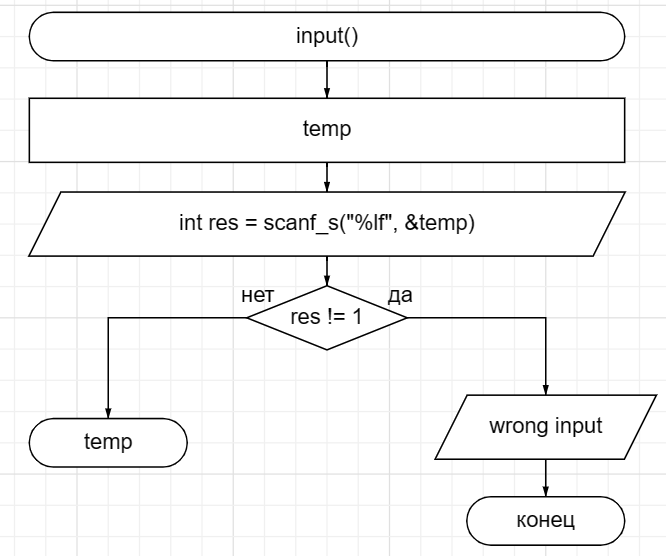 input()
temp
int res = scanf_s("%lf", &temp)
нет
да
res != 1
wrong input
temp
конец